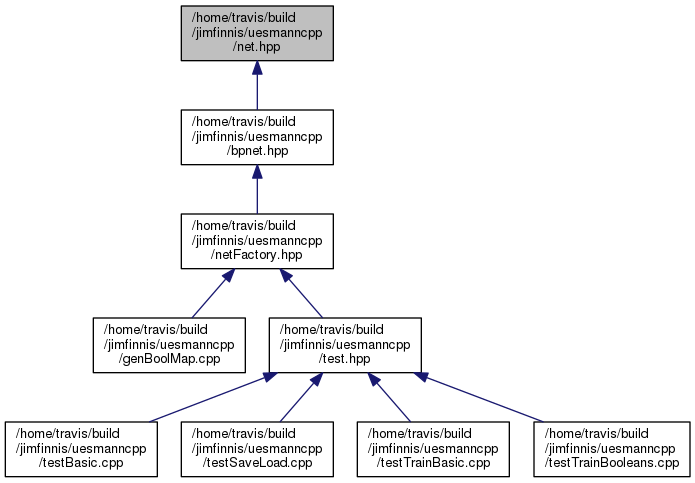 /home/travis/build
/jimfinnis/uesmanncpp
/net.hpp
/home/travis/build
/jimfinnis/uesmanncpp
/bpnet.hpp
/home/travis/build
/jimfinnis/uesmanncpp
/netFactory.hpp
/home/travis/build
/jimfinnis/uesmanncpp
/genBoolMap.cpp
/home/travis/build
/jimfinnis/uesmanncpp
/test.hpp
/home/travis/build
/jimfinnis/uesmanncpp
/testBasic.cpp
/home/travis/build
/jimfinnis/uesmanncpp
/testSaveLoad.cpp
/home/travis/build
/jimfinnis/uesmanncpp
/testTrainBasic.cpp
/home/travis/build
/jimfinnis/uesmanncpp
/testTrainBooleans.cpp